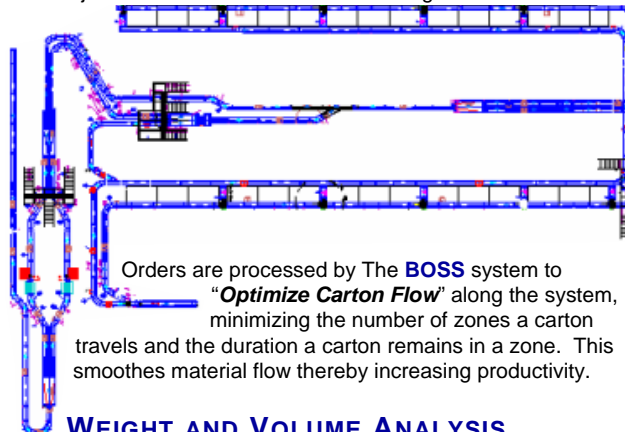 Orders are processed by The BOSS system to
“Optimize Carton Flow” along the system,
minimizing the number of zones a carton
travels and the duration a carton remains in a zone. This
smoothes material flow thereby increasing productivity.
WEIGHT AND VOLUME ANALYSIS